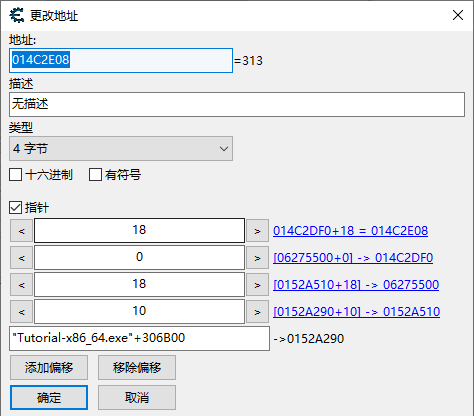 更改地址
地址:
014C2E08 =313
描述
无描述
类型
4 字节
十六进制 有符号
指针
< 18 > 014C2DF0+18 = 014C2E08
< 0 > [06275500+0] -> 014C2DF0
< 18 > [0152A510+18] -> 06275500
< 10 > [0152A290+10] -> 0152A510
"Tutorial-x86_64.exe"+306B00 ->0152A290
添加偏移 移除偏移
确定 取消